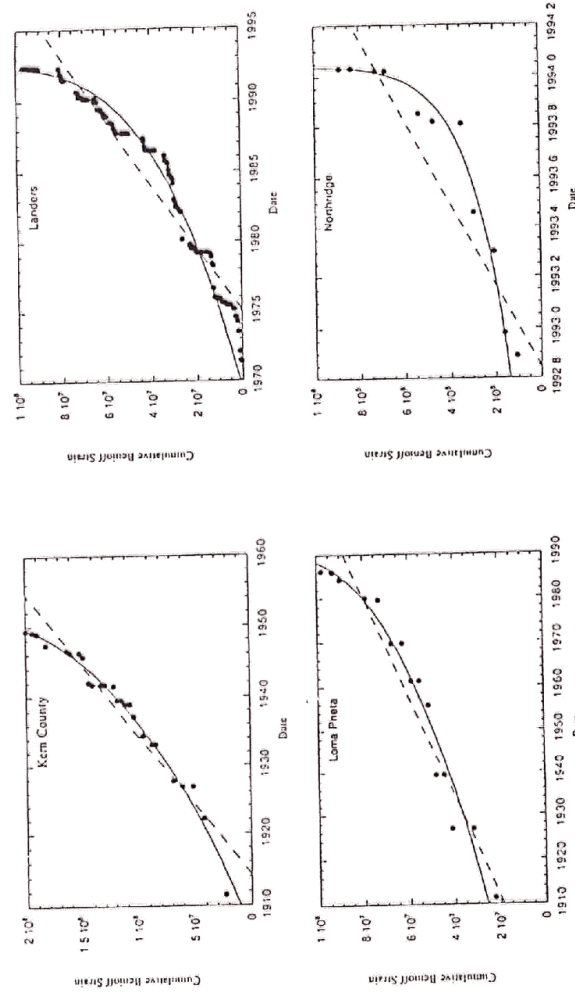 Kern County
Cumulative Benioff Strain
2 10⁸
1 5 10⁸
1 10⁸
5 10⁷
0
1910 1920 1930 1940 1950 1960
Date
Landers
Cumulative Benioff Strain
1 10⁸
8 10⁷
6 10⁷
4 10⁷
2 10⁷
0
1970 1975 1980 1985 1990 1995
Date
Loma Prieta
Cumulative Benioff Strain
1 10⁸
8 10⁷
6 10⁷
4 10⁷
2 10⁷
0
1910 1920 1930 1940 1950 1960 1970 1980 1990
Northridge
Cumulative Benioff Strain
8 10⁵
6 10⁵
4 10⁵
2 10⁵
0
1992 8 1993 0 1993 2 1993 4 1993 6 1993 8 1994 0 1994 2
Date